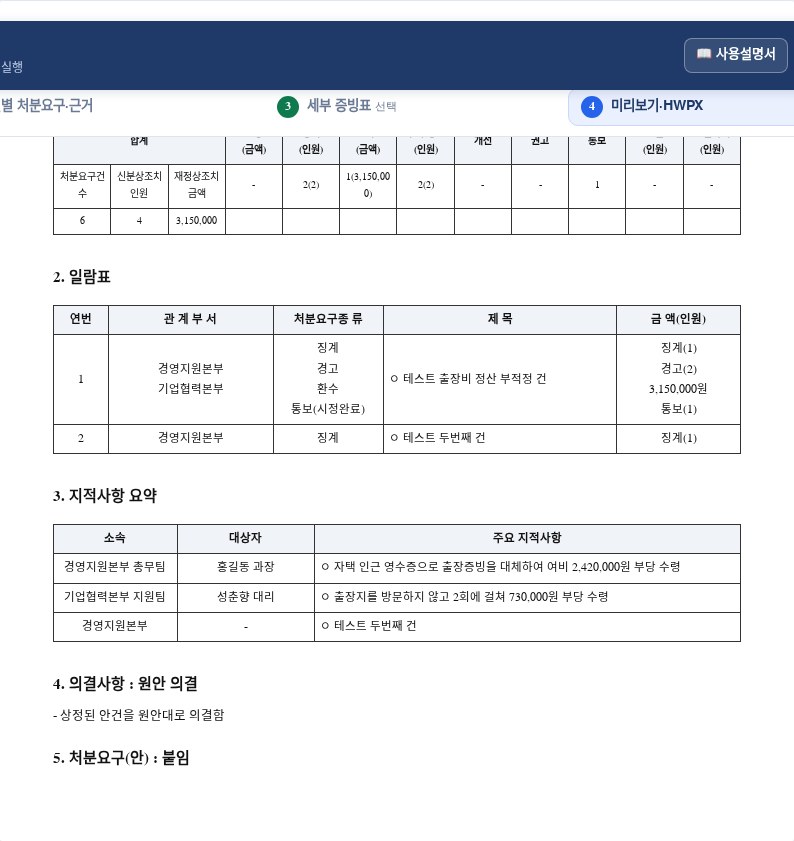 실행
📖 사용설명서
별 처분요구·근거
3 세부 증빙표 선택
4 미리보기·HWPX
합계 (금액) (인원) (금액) (인원) 개선 권고 통보 (인원) (인원)
처분요구건수 신분상조치인원 재정상조치금액 - 2(2) 1(3,150,000) 2(2) - - 1 - -
6 4 3,150,000
2. 일람표
연번 관 계 부 서 처분요구종 류 제 목 금 액(인원)
1 경영지원본부 기업협력본부 징계 경고 환수 통보(시정완료) ㅇ 테스트 출장비 정산 부적정 건 징계(1) 경고(2) 3,150,000원 통보(1)
2 경영지원본부 징계 ㅇ 테스트 두번째 건 징계(1)
3. 지적사항 요약
소속 대상자 주요 지적사항
경영지원본부 총무팀 홍길동 과장 ㅇ 자택 인근 영수증으로 출장증빙을 대체하여 여비 2,420,000원 부당 수령
기업협력본부 지원팀 성춘향 대리 ㅇ 출장지를 방문하지 않고 2회에 걸쳐 730,000원 부당 수령
경영지원본부 - ㅇ 테스트 두번째 건
4. 의결사항 : 원안 의결
- 상정된 안건을 원안대로 의결함
5. 처분요구(안) : 붙임